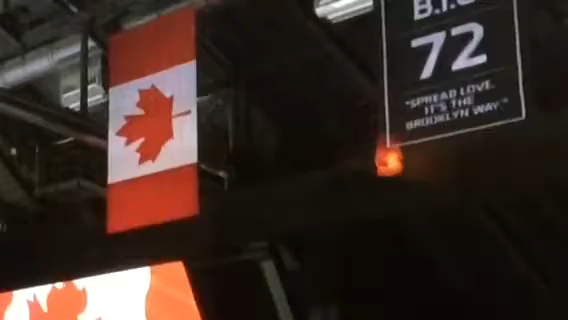 B.I.G
72
"SPREAD LOVE.
IT'S THE
BROOKLYN WAY."